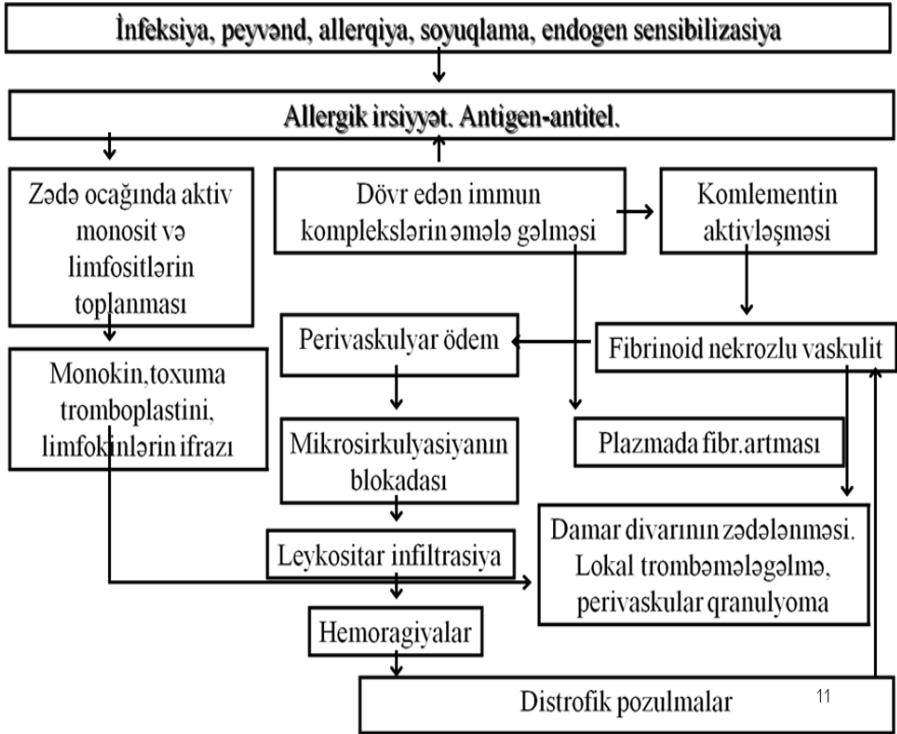 İnfeksiya, peyvənd, allerqiya, soyuqlama, endogen sensibilizasiya
Allergik irsiyyət. Antigen-antitel.
Zədə ocağında aktiv
monosit və
limfositlərin
toplanması
Dövr edən immun
komplekslərin əmələ gəlməsi
Komlementin
aktivləşməsi
Perivaskulyar ödem
Fibrinoid nekrozlu vaskulit
Monokin,toxuma
tromboplastini,
limfokinlərin ifrazı
Mikrosirkulyasiyanın
blokadası
Plazmada fibr.artması
Leykositar infiltrasiya
Damar divarının zədələnməsi.
Lokal trombəmələgəlmə,
perivaskular qranulyoma
Hemoragiyalar
Distrofik pozulmalar
11